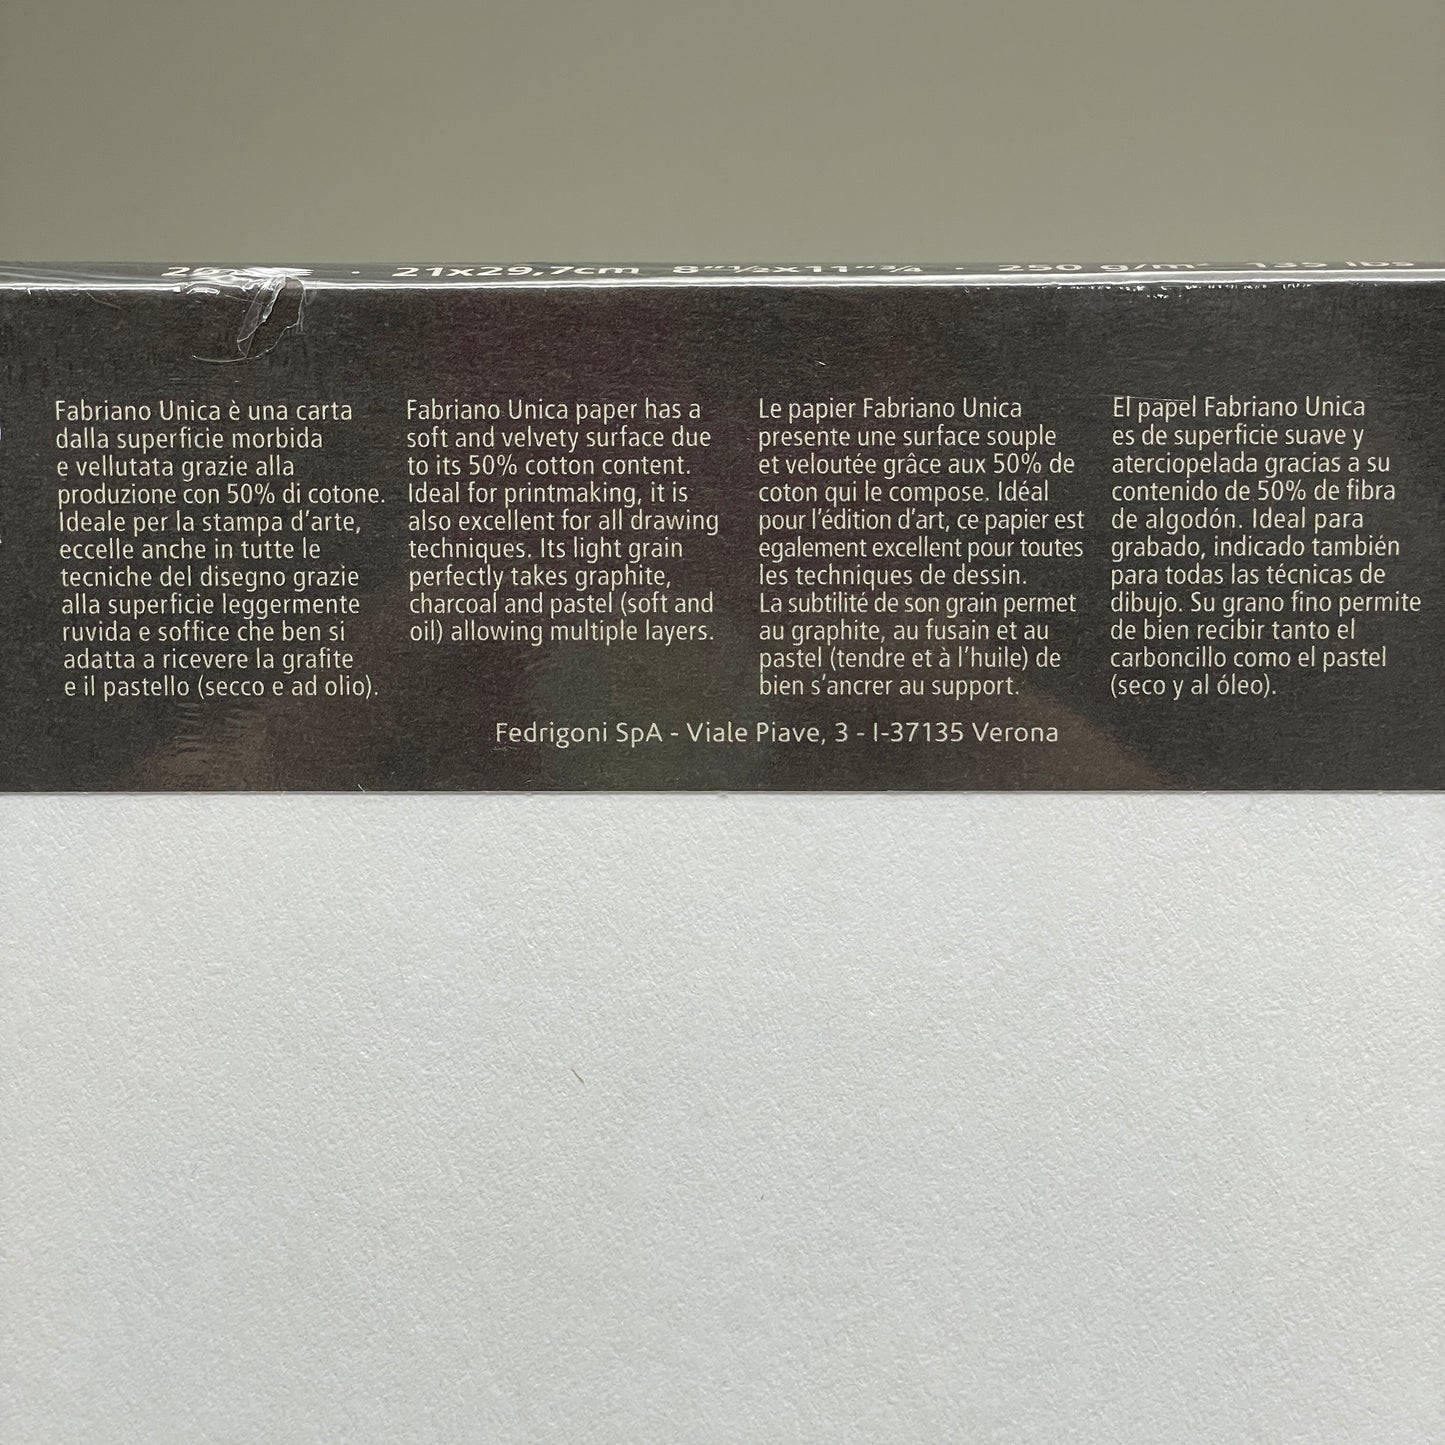 20
21x29,7cm 8”1/2x11”3/4 · 250 g/m² 135 lbs
Fabriano Unica è una carta
dalla superficie morbida
e vellutata grazie alla
produzione con 50% di cotone.
Ideale per la stampa d’arte,
eccelle anche in tutte le
tecniche del disegno grazie
alla superficie leggermente
ruvida e soffice che ben si
adatta a ricevere la grafite
e il pastello (secco e ad olio).
Fabriano Unica paper has a
soft and velvety surface due
to its 50% cotton content.
Ideal for printmaking, it is
also excellent for all drawing
techniques. Its light grain
perfectly takes graphite,
charcoal and pastel (soft and
oil) allowing multiple layers.
Le papier Fabriano Unica
presente une surface souple
et veloutée grâce aux 50% de
coton qui le compose. Idéal
pour l’édition d’art, ce papier est
egalement excellent pour toutes
les techniques de dessin.
La subtilité de son grain permet
au graphite, au fusain et au
pastel (tendre et à l’huile) de
bien s’ancrer au support.
El papel Fabriano Unica
es de superficie suave y
aterciopelada gracias a su
contenido de 50% de fibra
de algodón. Ideal para
grabado, indicado también
para todas las técnicas de
dibujo. Su grano fino permite
de bien recibir tanto el
carboncillo como el pastel
(seco y al óleo).
Fedrigoni SpA - Viale Piave, 3 - I-37135 Verona